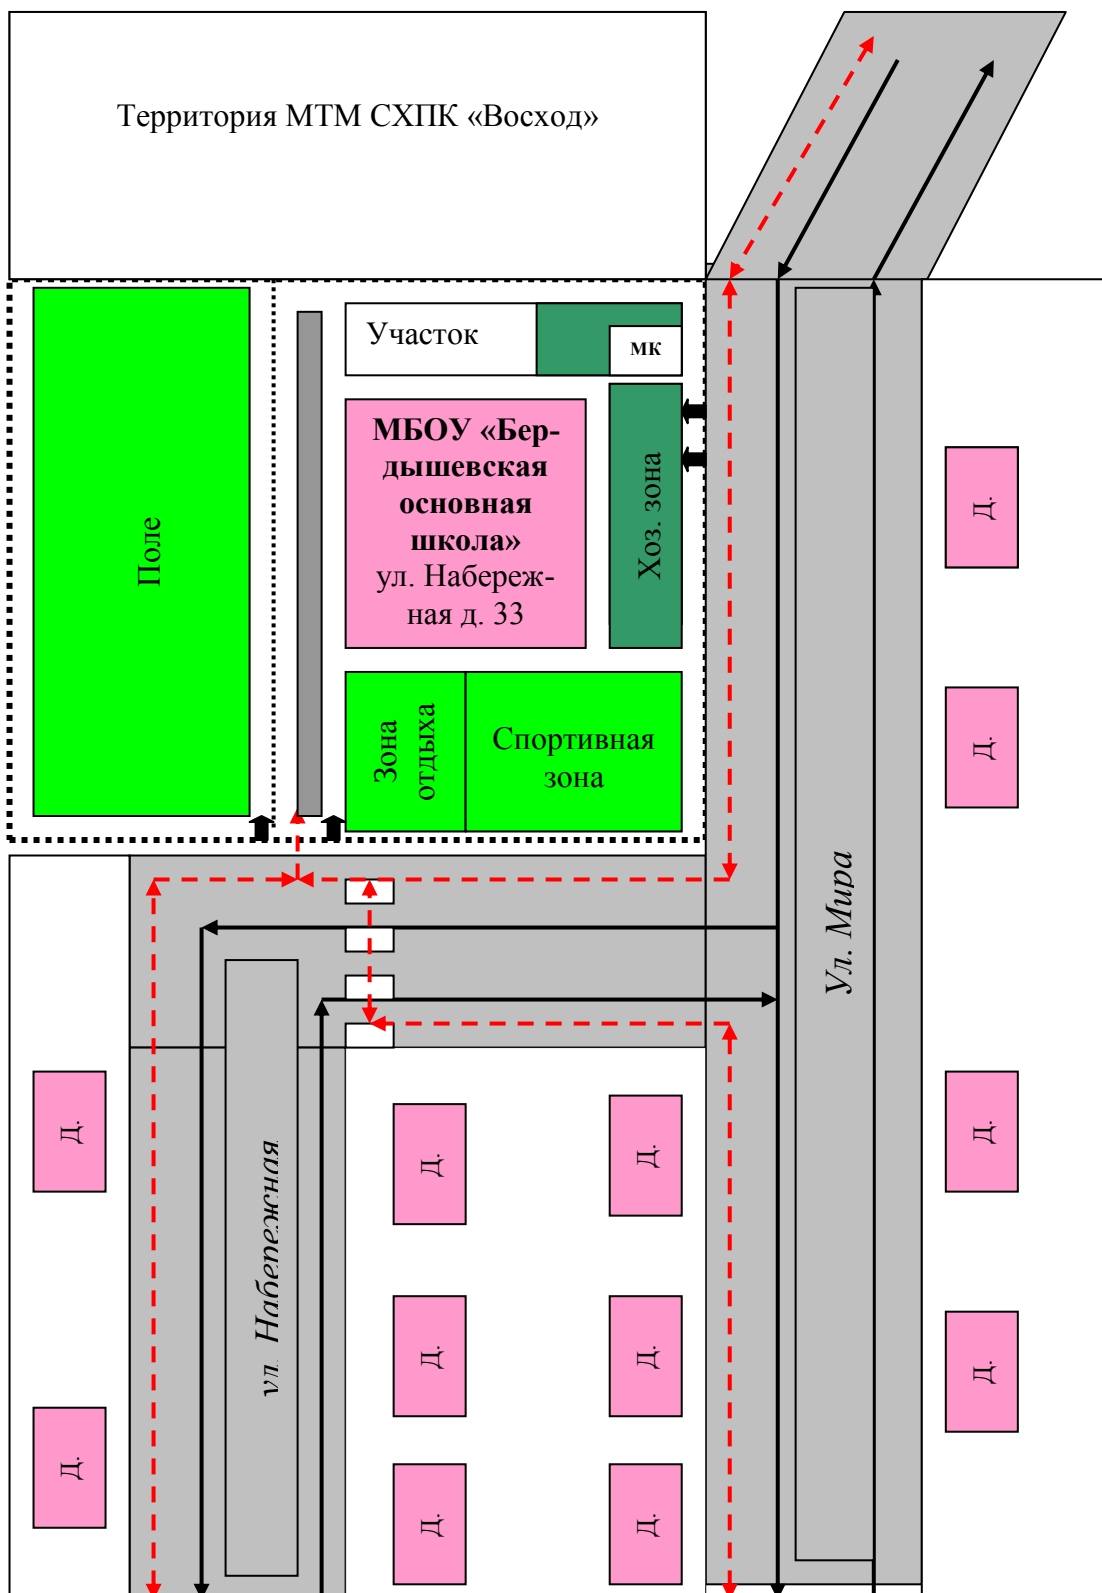 Территория МТМ СХПК «Восход»
Участок
мк
МБОУ «Бер-
дышевская
основная
школа»
ул. Набереж-
ная д. 33
Хоз. зона
Поле
Зона
отдыха
Спортивная
зона
Д.
Д.
Ул. Мира
ул. Набережная
Д.
Д.
Д.
Д.
Д.
Д.
Д.
Д.
Д.
Д.